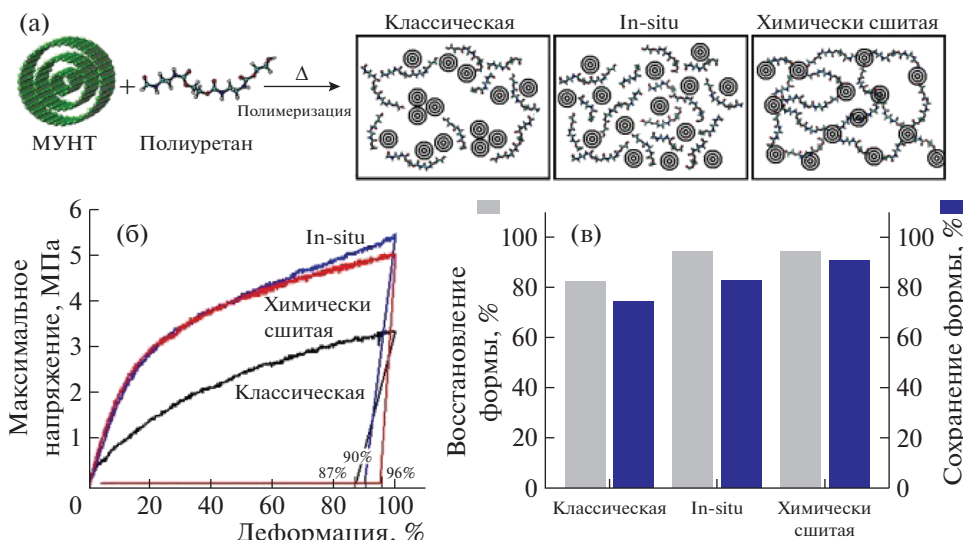 (а)
МУНТ
+
Полиуретан
Δ
Полимеризация
Классическая
In-situ
Химически сшитая
(б)
Максимальное
напряжение, МПа
6
5
4
3
2
1
0
20
40
60
80
100
Деформация, %
In-situ
Химически
сшитая
Классическая
90%
87%
96%
(в)
Восстановление
формы, %
100
80
60
40
20
0
Классическая
In-situ
Химически
сшитая
100
80
60
40
20
0
Сохранение формы, %